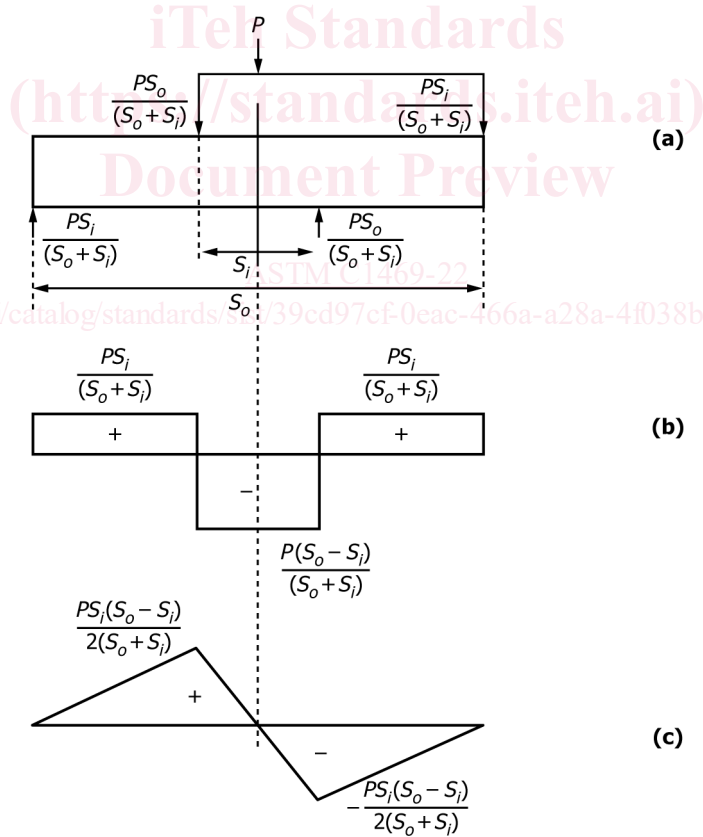 iTeh Standards
(https://standards.iteh.ai)
Document Preview
P
PS_o/(S_o+S_i)
PS_i/(S_o+S_i)
(a)
PS_i/(S_o+S_i)
PS_o/(S_o+S_i)
S_i
ASTM C1469-22
S_o
/catalog/standards/sist/39cd97cf-0eac-466a-a28a-4f038b
PS_i/(S_o+S_i)
PS_i/(S_o+S_i)
(b)
+
+
−
P(S_o−S_i)/(S_o+S_i)
PS_i(S_o−S_i)/2(S_o+S_i)
+
(c)
−
−PS_i(S_o−S_i)/2(S_o+S_i)